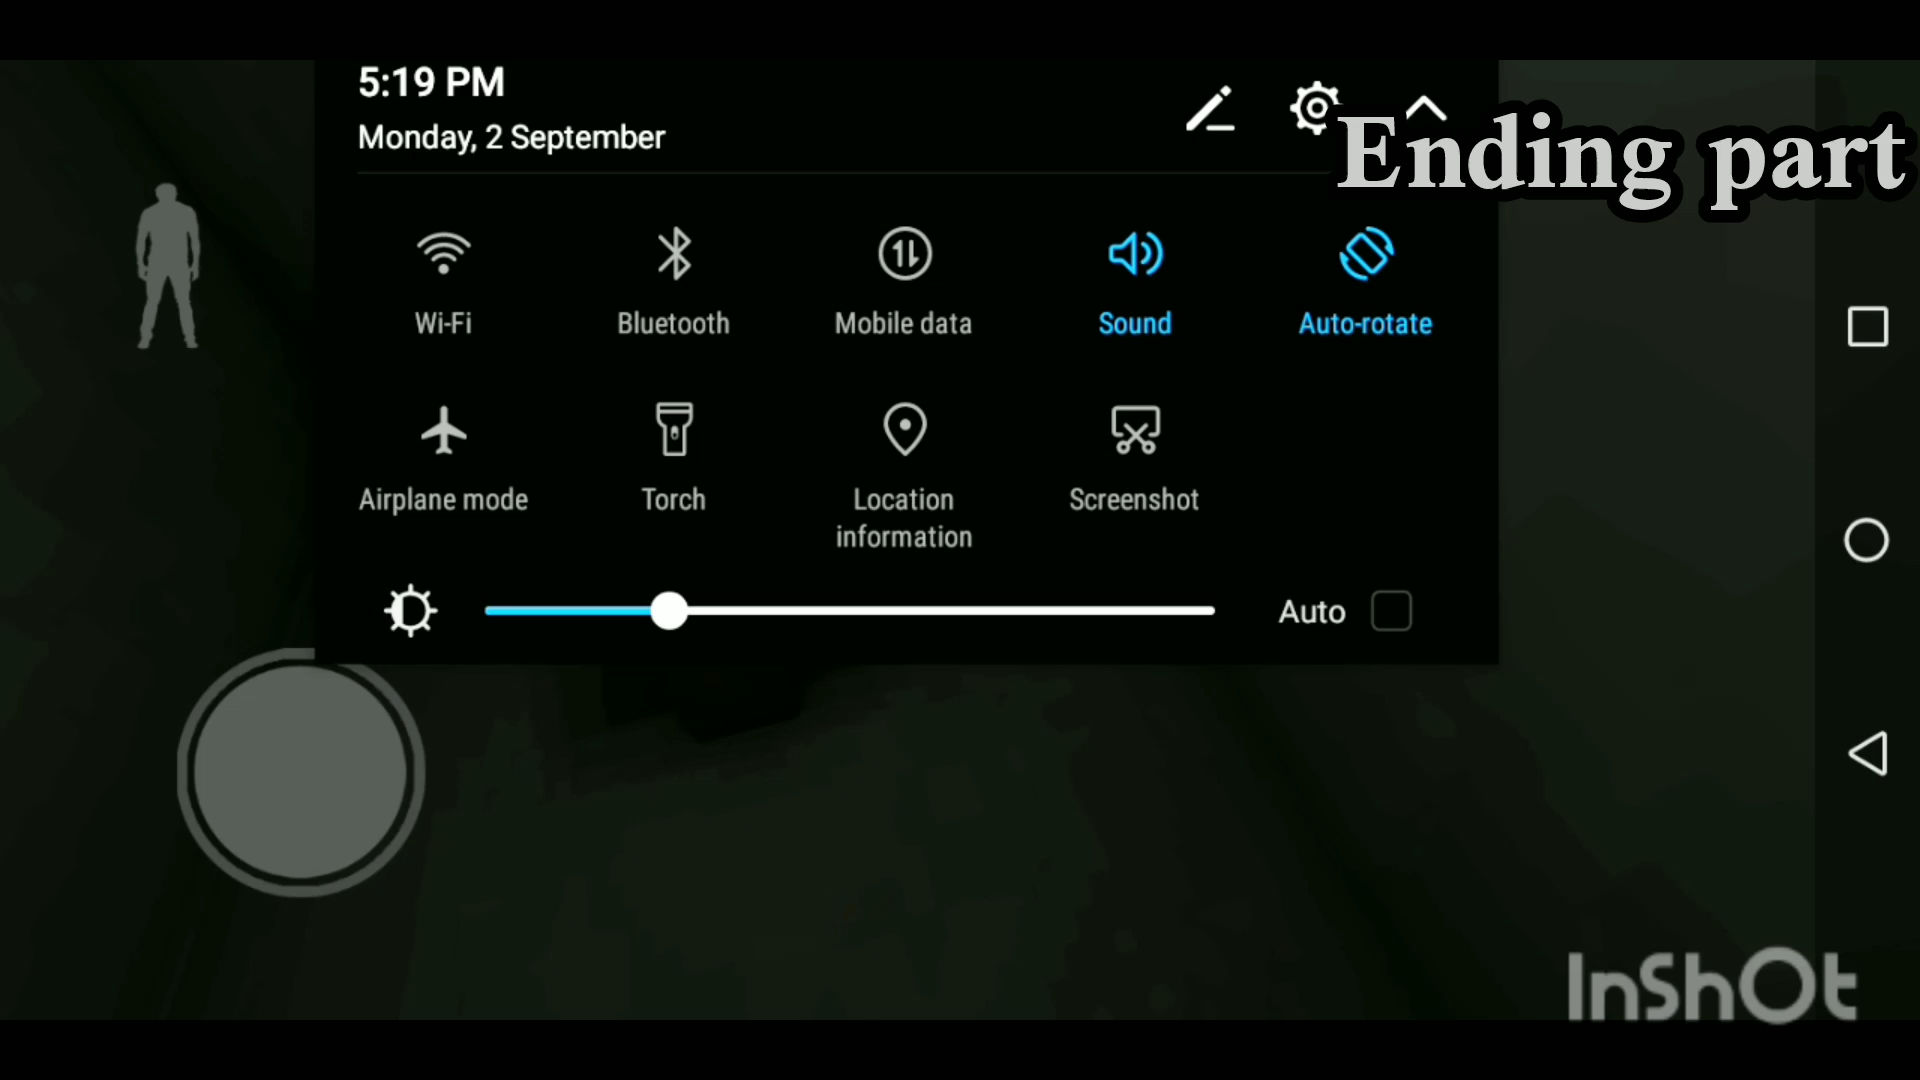 5:19 PM
Monday, 2 September
Ending part
Wi-Fi
Bluetooth
Mobile data
Sound
Auto-rotate
Airplane mode
Torch
Location
information
Screenshot
Auto
InShOt